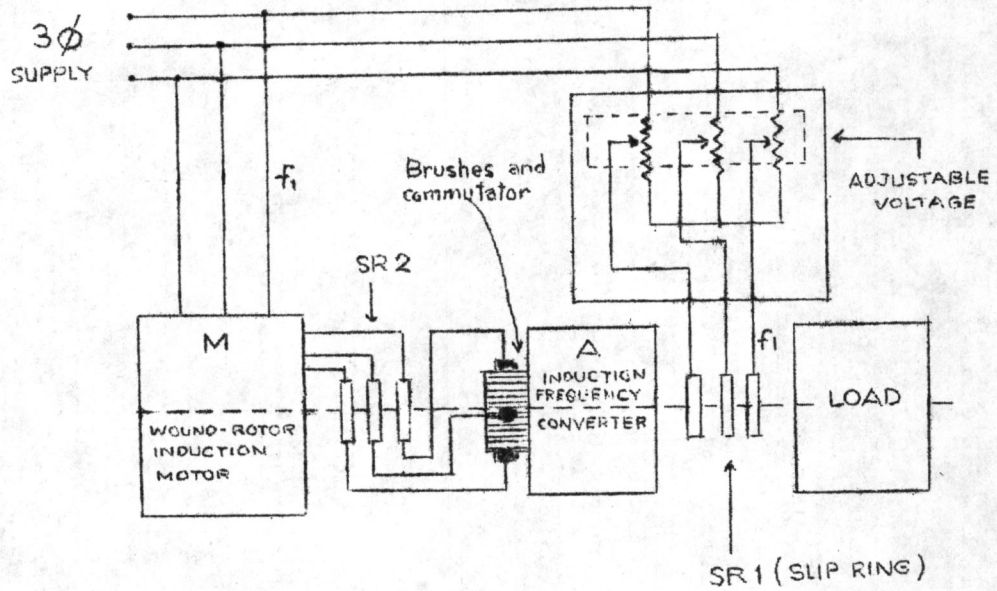 3ϕ
SUPPLY
f₁
Brushes and
commutator
ADJUSTABLE
VOLTAGE
SR 2
M
WOUND-ROTOR
INDUCTION
MOTOR
A
INDUCTION
FREQUENCY
CONVERTER
f₁
LOAD
SR 1 (SLIP RING)